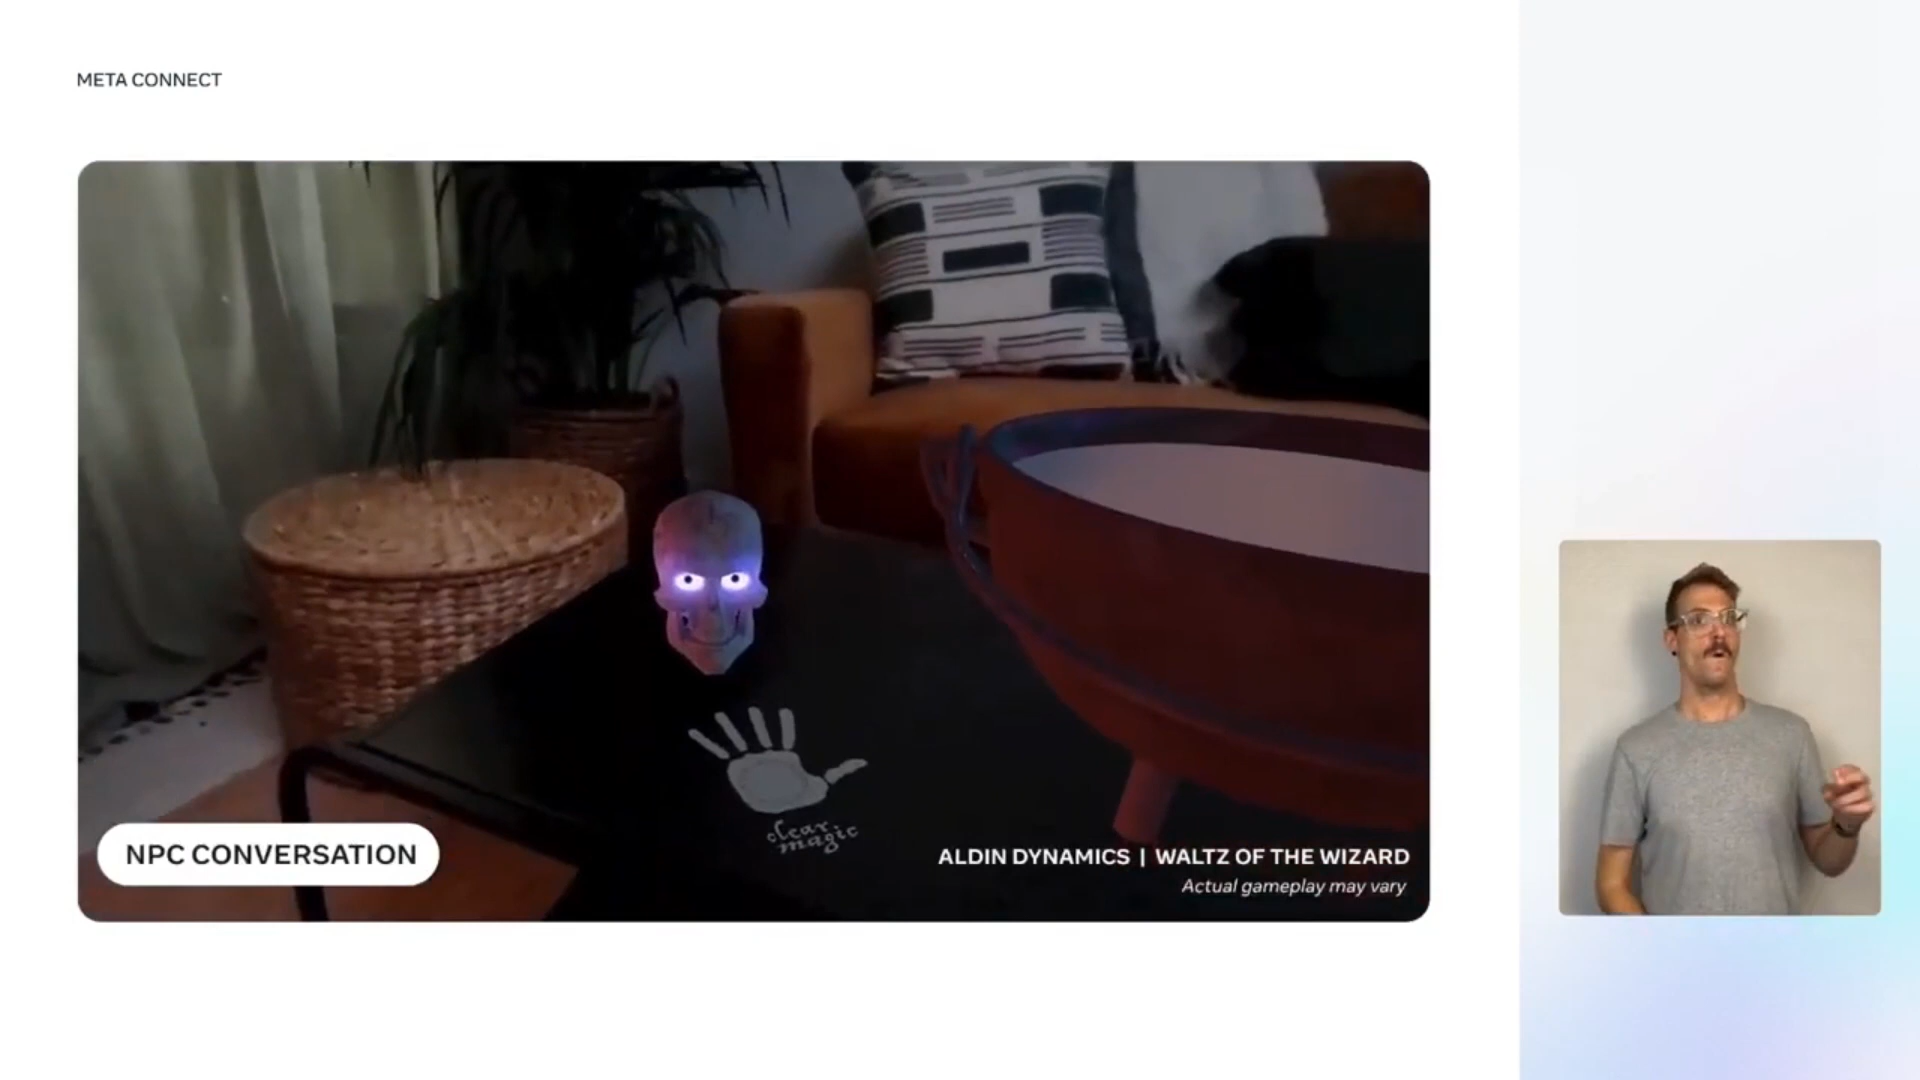 META CONNECT
clear
magic
NPC CONVERSATION
ALDIN DYNAMICS | WALTZ OF THE WIZARD
Actual gameplay may vary